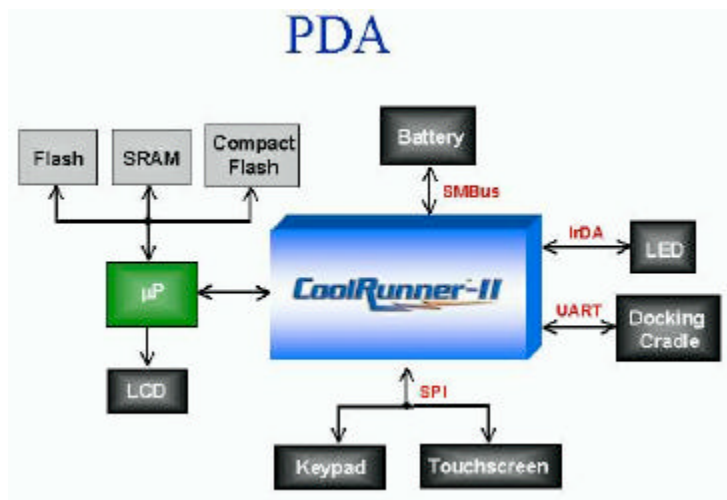 PDA
Flash
SRAM
Compact
Flash
Battery
SMBus
IrDA
LED
µP
CoolRunner-II
UART
Docking
Cradle
LCD
SPI
Keypad
Touchscreen